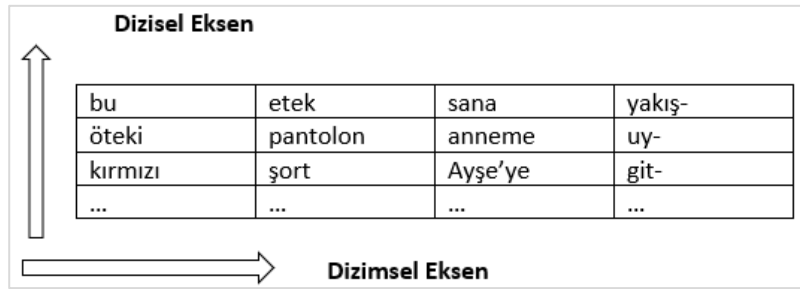 Dizisel Eksen
bu etek sana yakış-
öteki pantolon anneme uy-
kırmızı şort Ayşe’ye git-
... ... ... ...
Dizimsel Eksen